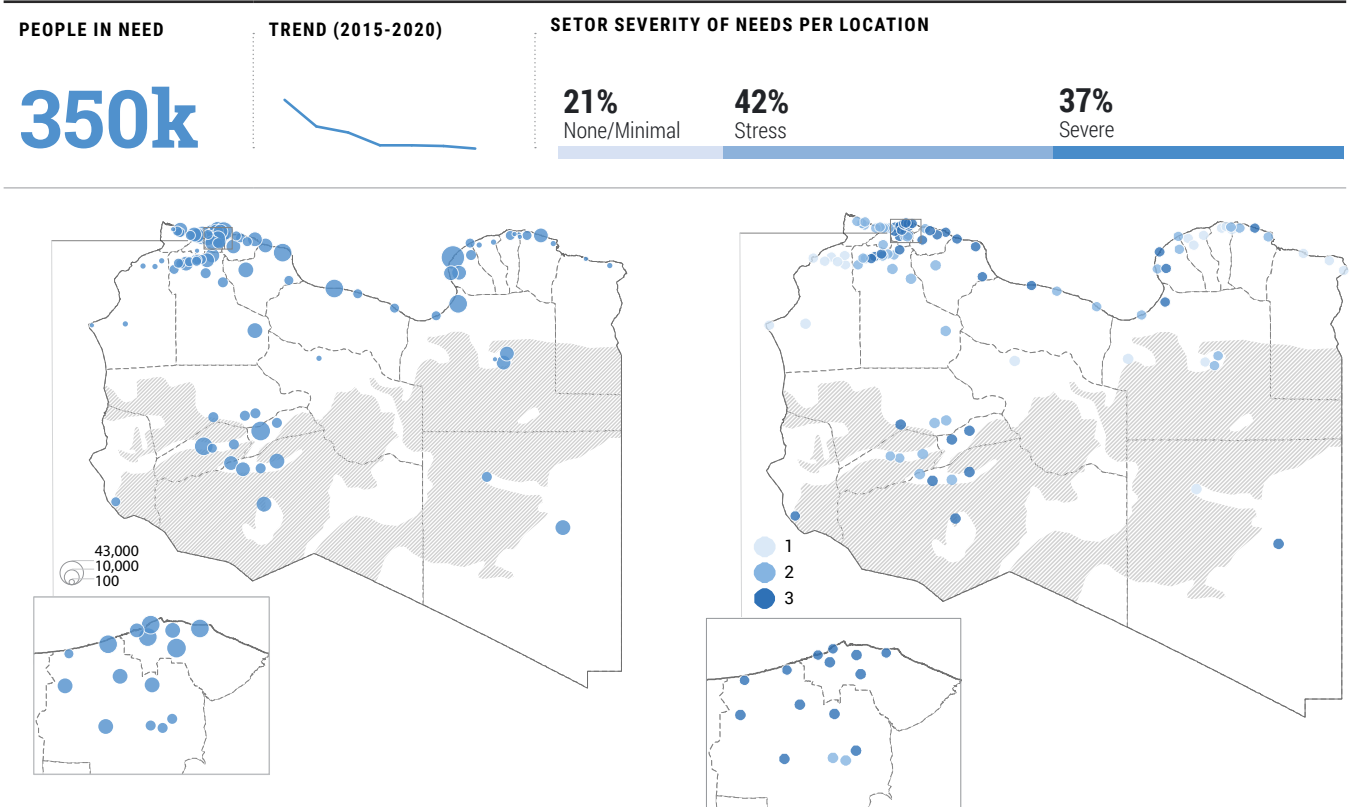 PEOPLE IN NEED
TREND (2015-2020)
SETOR SEVERITY OF NEEDS PER LOCATION
350k
21%
None/Minimal
42%
Stress
37%
Severe
43,000
10,000
100
1
2
3